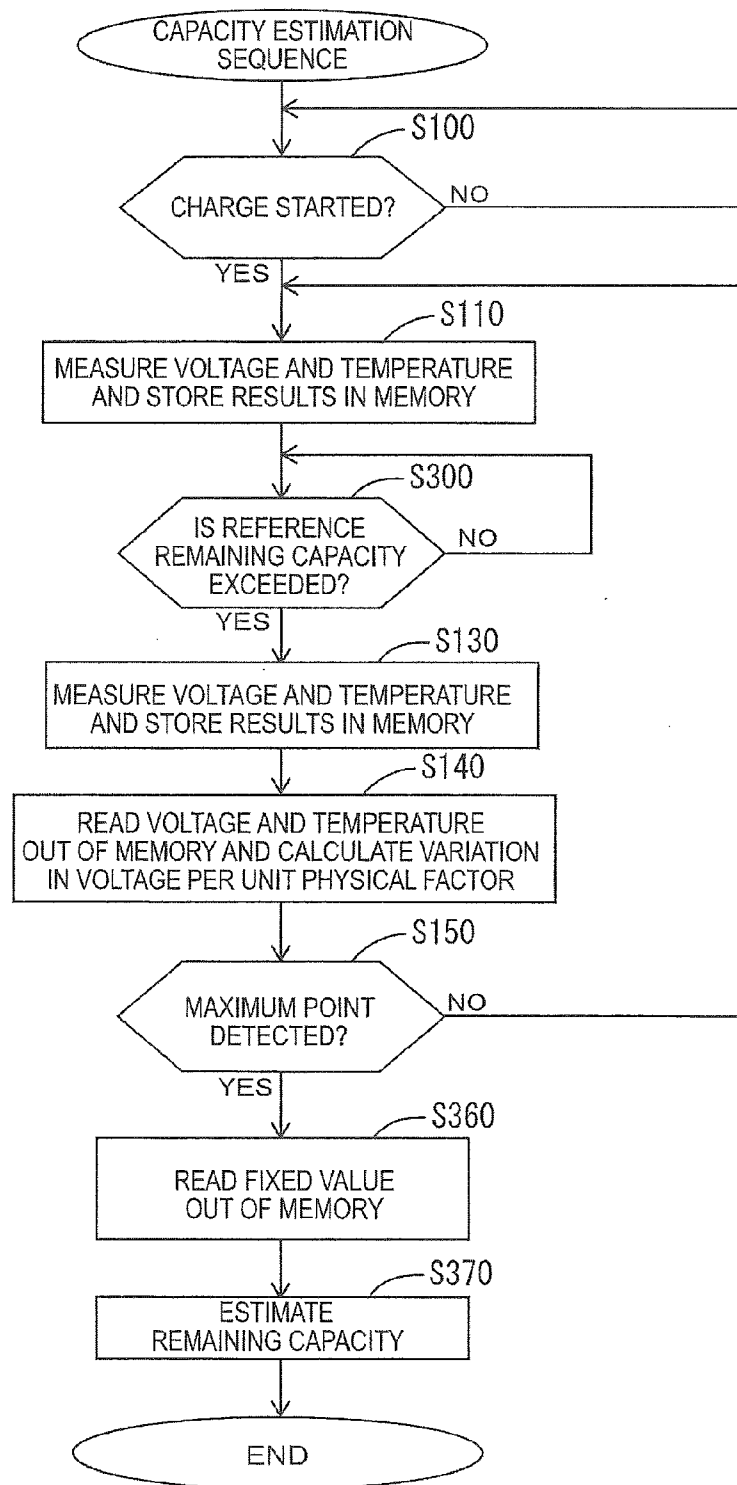 CAPACITY ESTIMATION
SEQUENCE
S100
CHARGE STARTED?
NO
YES
S110
MEASURE VOLTAGE AND TEMPERATURE
AND STORE RESULTS IN MEMORY
S300
IS REFERENCE
REMAINING CAPACITY
EXCEEDED?
NO
YES
S130
MEASURE VOLTAGE AND TEMPERATURE
AND STORE RESULTS IN MEMORY
S140
READ VOLTAGE AND TEMPERATURE
OUT OF MEMORY AND CALCULATE VARIATION
IN VOLTAGE PER UNIT PHYSICAL FACTOR
S150
MAXIMUM POINT
DETECTED?
NO
YES
S360
READ FIXED VALUE
OUT OF MEMORY
S370
ESTIMATE
REMAINING CAPACITY
END